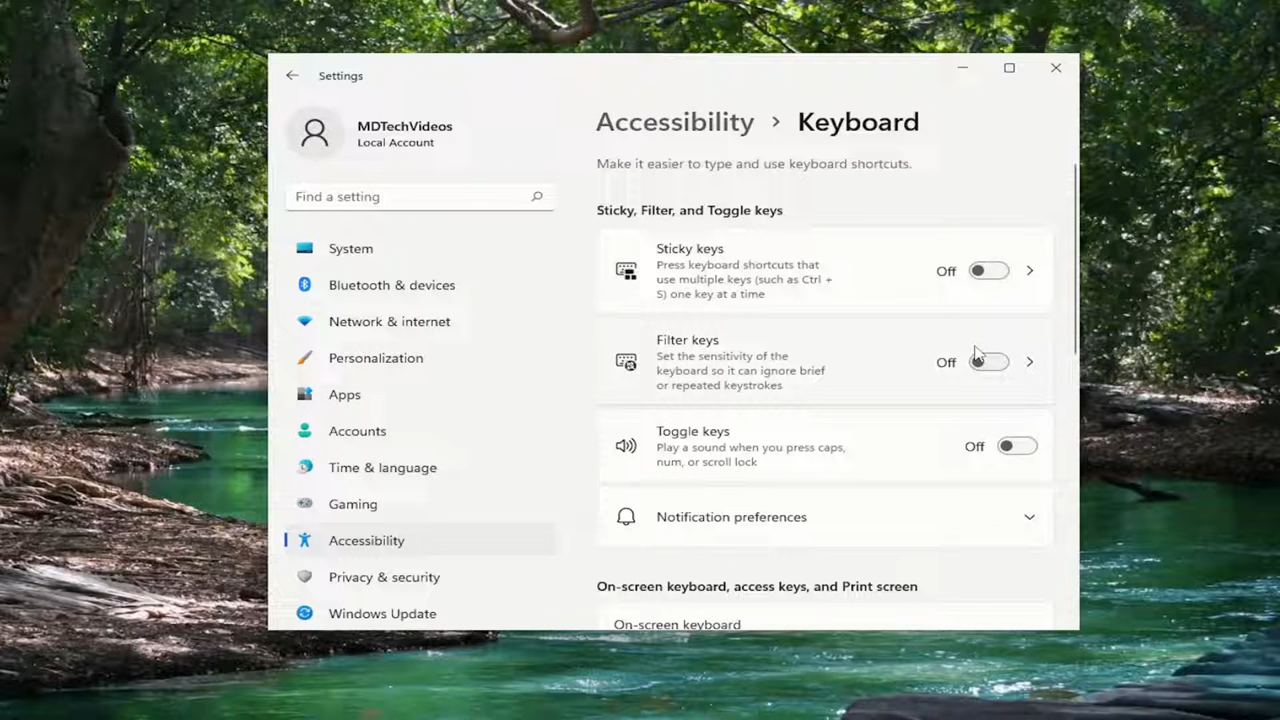 Settings
MDTechVideos
Local Account
Find a setting
System
Bluetooth & devices
Network & internet
Personalization
Apps
Accounts
Time & language
Gaming
Accessibility
Privacy & security
Windows Update
Accessibility › Keyboard
Make it easier to type and use keyboard shortcuts.
Sticky, Filter, and Toggle keys
Sticky keys
Press keyboard shortcuts that
use multiple keys (such as Ctrl +
S) one key at a time
Off
Filter keys
Set the sensitivity of the
keyboard so it can ignore brief
or repeated keystrokes
Off
Toggle keys
Play a sound when you press caps,
num, or scroll lock
Off
Notification preferences
On-screen keyboard, access keys, and Print screen
On-screen keyboard